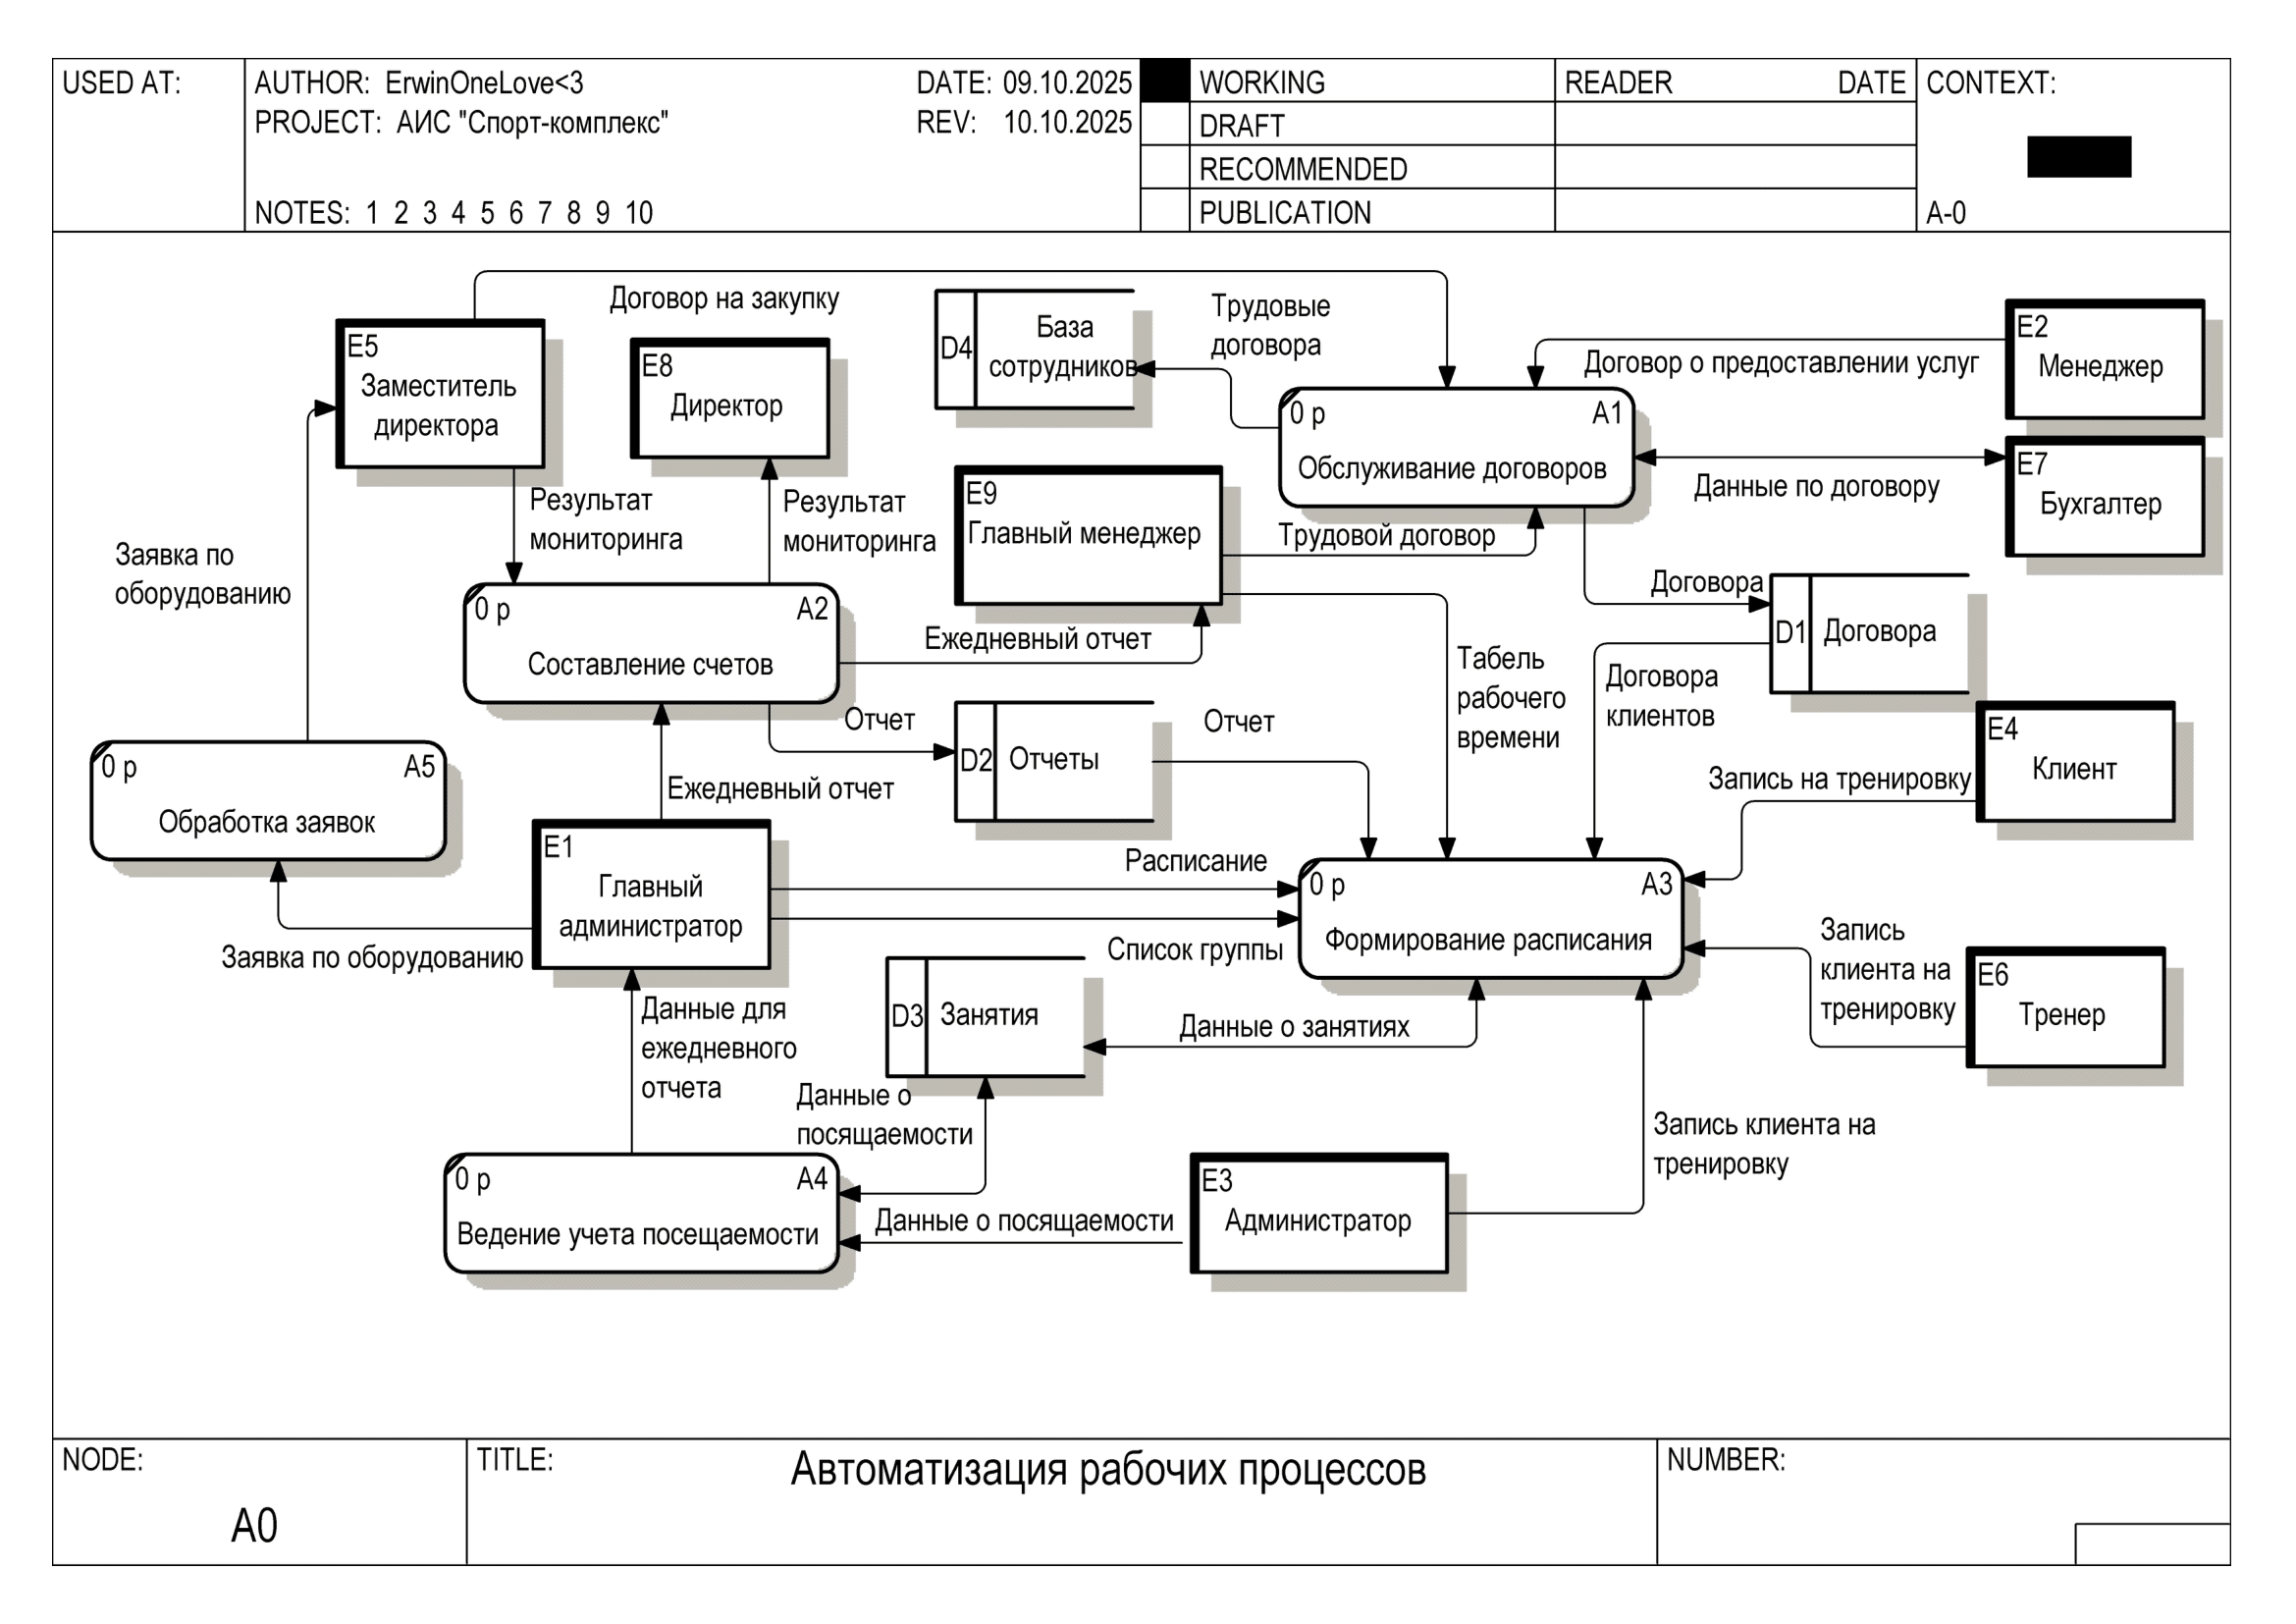 USED AT:
AUTHOR: ErwinOneLove<3
DATE: 09.10.2025
PROJECT: АИС "Спорт-комплекс"
REV: 10.10.2025
NOTES: 1 2 3 4 5 6 7 8 9 10
WORKING
DRAFT
RECOMMENDED
PUBLICATION
READER DATE
CONTEXT:
A-0
Договор на закупку
E5
Заместитель
директора
E8
Директор
D4
База
сотрудников
Трудовые
договора
E2
Менеджер
Договор о предоставлении услуг
0 р
A1
Обслуживание договоров
E7
Бухгалтер
Данные по договору
Результат
мониторинга
Результат
мониторинга
E9
Главный менеджер
Трудовой договор
Заявка по
оборудованию
0 р
A2
Составление счетов
Ежедневный отчет
Договора
D1
Договора
Табель
рабочего
времени
Договора
клиентов
Отчет
D2
Отчеты
Отчет
E4
Клиент
Запись на тренировку
0 р
A5
Обработка заявок
Ежедневный отчет
E1
Главный
администратор
Расписание
Список группы
0 р
A3
Формирование расписания
Заявка по оборудованию
Запись
клиента на
тренировку
E6
Тренер
D3
Занятия
Данные о занятиях
Данные для
ежедневного
отчета
Данные о
посящаемости
Запись клиента на
тренировку
0 р
A4
Ведение учета посещаемости
Данные о посящаемости
E3
Администратор
NODE:
A0
TITLE:
Автоматизация рабочих процессов
NUMBER: